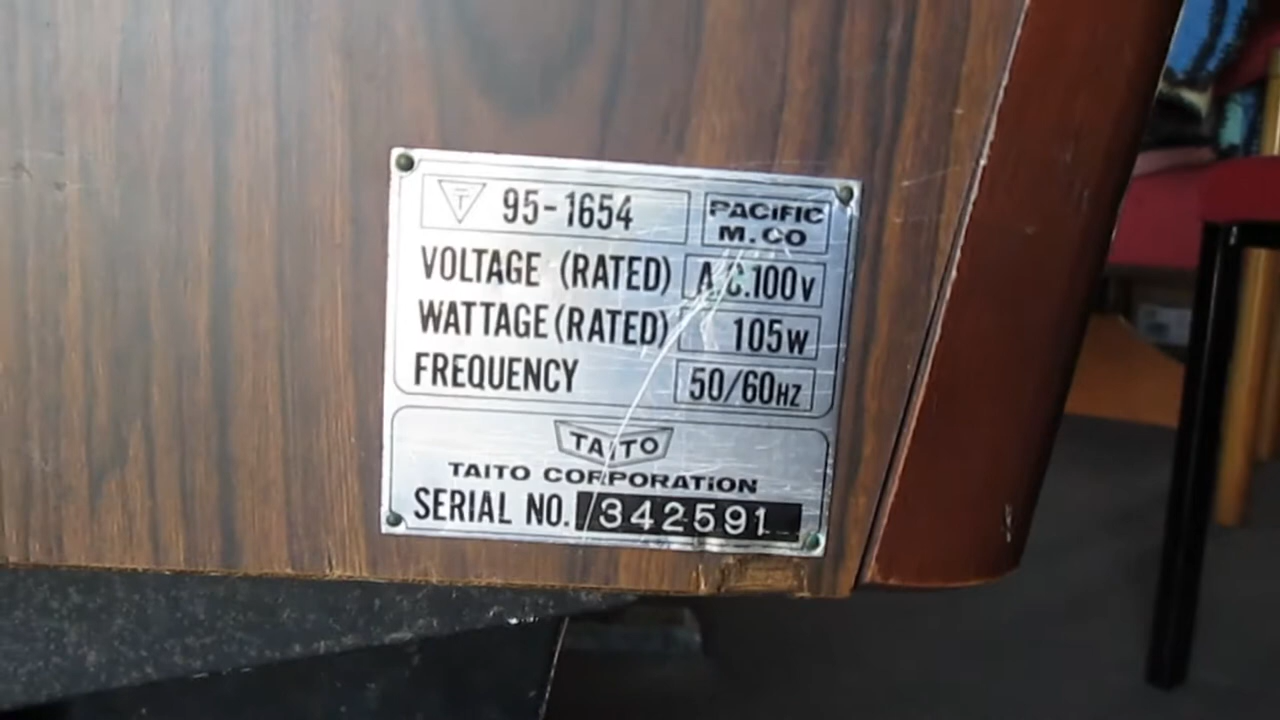 T 95-1654
PACIFIC
M. CO
VOLTAGE (RATED) A.C.100V
WATTAGE (RATED) 105W
FREQUENCY 50/60HZ
TAITO
TAITO CORPORATION
SERIAL NO. 342591